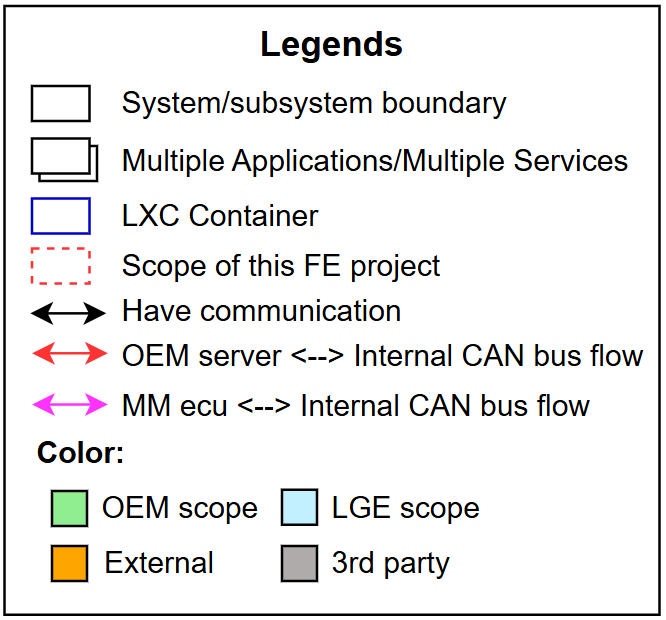 Legends
System/subsystem boundary
Multiple Applications/Multiple Services
LXC Container
Scope of this FE project
Have communication
OEM server <--> Internal CAN bus flow
MM ecu <--> Internal CAN bus flow
Color:
OEM scope LGE scope
External 3rd party